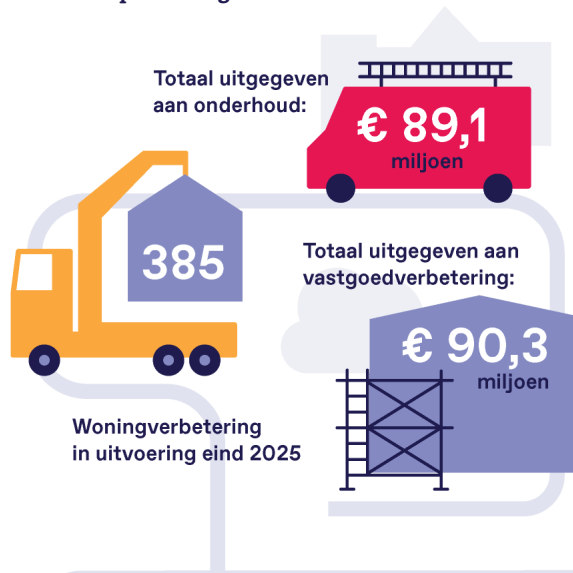 Totaal uitgegeven
aan onderhoud:
€ 89,1
miljoen
385
Totaal uitgegeven aan
vastgoedverbetering:
€ 90,3
miljoen
Woningverbetering
in uitvoering eind 2025